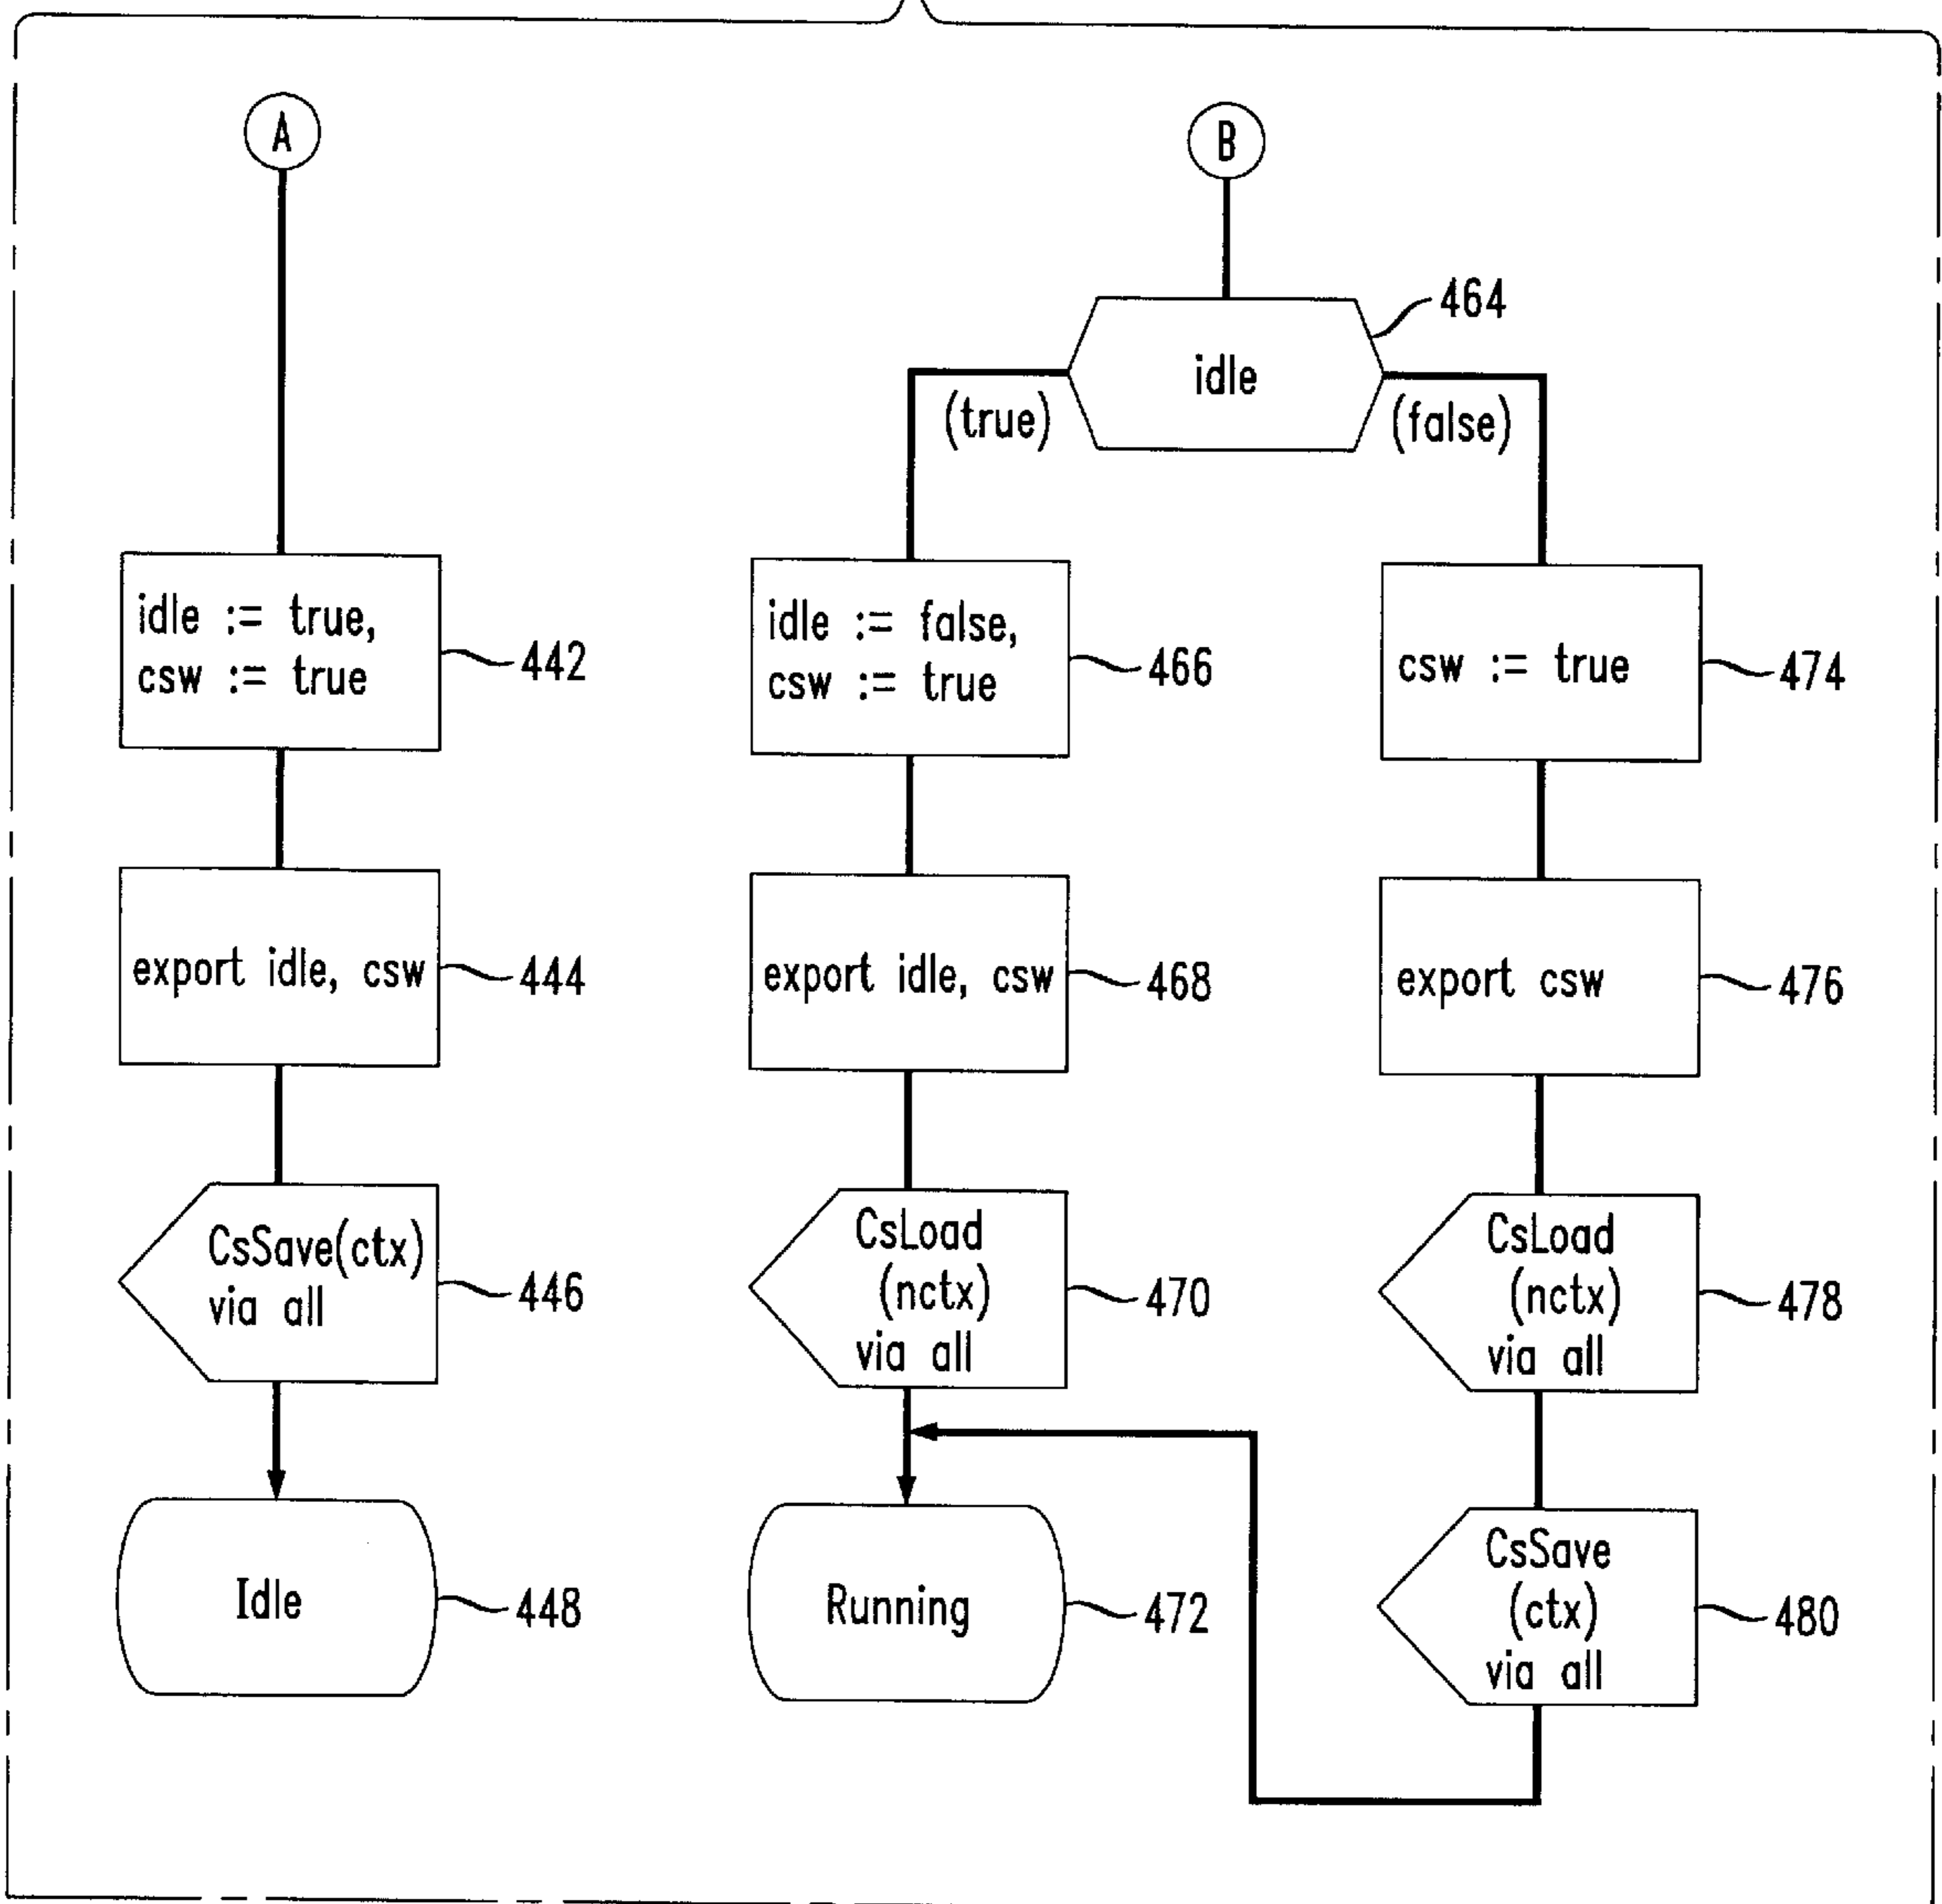 A
B
464
idle
(true)
(false)
idle := true,
csw := true
442
idle := false,
csw := true
466
csw := true
474
export idle, csw
444
export idle, csw
468
export csw
476
CsSave(ctx)
via all
446
CsLoad
(nctx)
via all
470
CsLoad
(nctx)
via all
478
Idle
448
Running
472
CsSave
(ctx)
via all
480